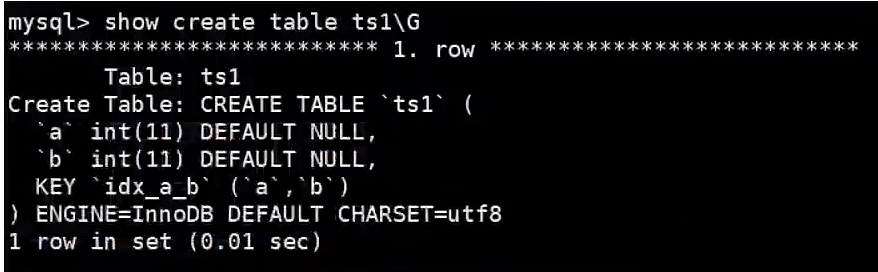 mysql> show create table ts1\G
*************************** 1. row ***************************
       Table: ts1
Create Table: CREATE TABLE `ts1` (
  `a` int(11) DEFAULT NULL,
  `b` int(11) DEFAULT NULL,
  KEY `idx_a_b` (`a`,`b`)
) ENGINE=InnoDB DEFAULT CHARSET=utf8
1 row in set (0.01 sec)